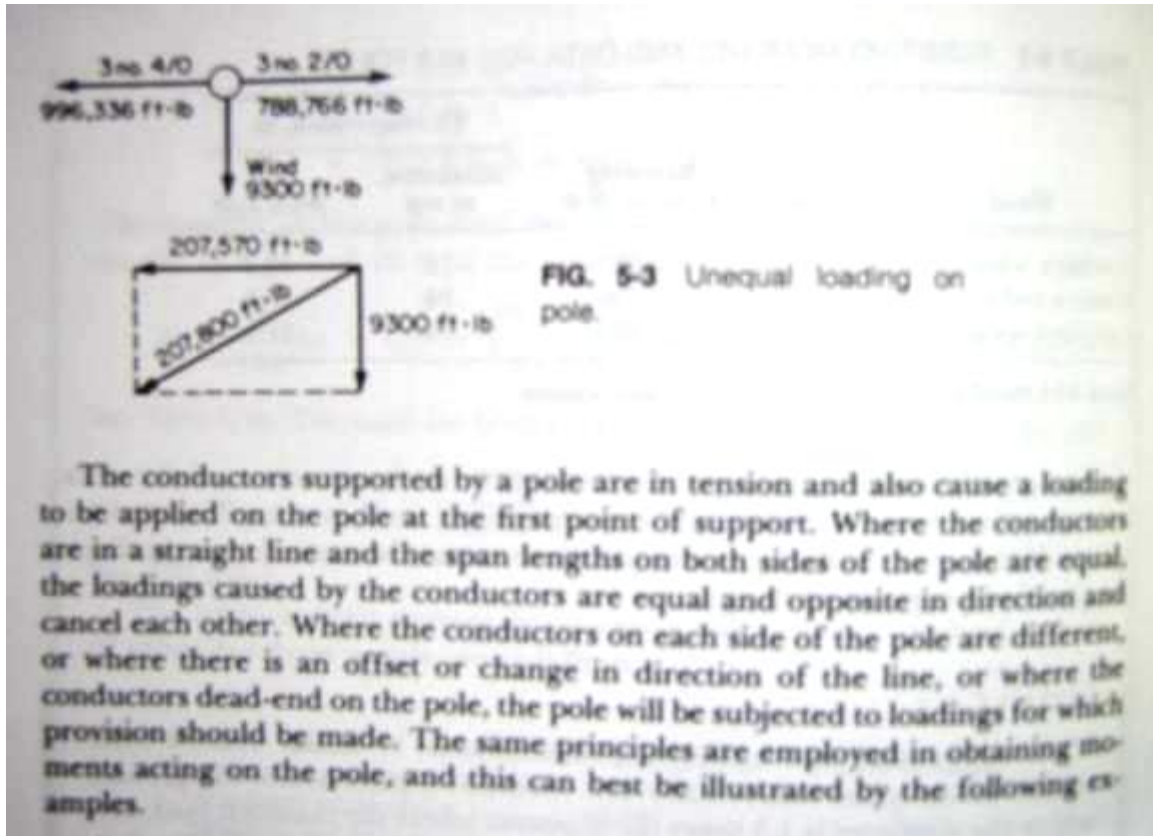 3 no. 4/0
3 no. 2/0
996,336 ft-lb
788,766 ft-lb
Wind
9300 ft-lb
207,570 ft-lb
207,800 ft-lb
9300 ft-lb
FIG. 5-3 Unequal loading on
pole.
The conductors supported by a pole are in tension and also cause a loading
to be applied on the pole at the first point of support. Where the conductors
are in a straight line and the span lengths on both sides of the pole are equal,
the loadings caused by the conductors are equal and opposite in direction and
cancel each other. Where the conductors on each side of the pole are different,
or where there is an offset or change in direction of the line, or where the
conductors dead-end on the pole, the pole will be subjected to loadings for which
provision should be made. The same principles are employed in obtaining mo-
ments acting on the pole, and this can best be illustrated by the following ex-
amples.